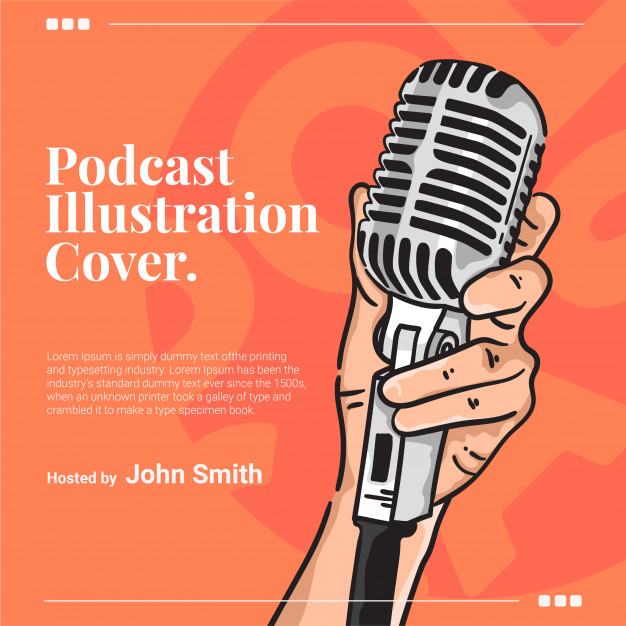 Podcast
Illustration
Cover.
Lorem Ipsum is simply dummy text ofthe printing
and typesetting industry. Lorem Ipsum has been the
industry's standard dummy text ever since the 1500s,
when an unknown printer took a galley of type and
crambled it to make a type specimen book.
Hosted by John Smith